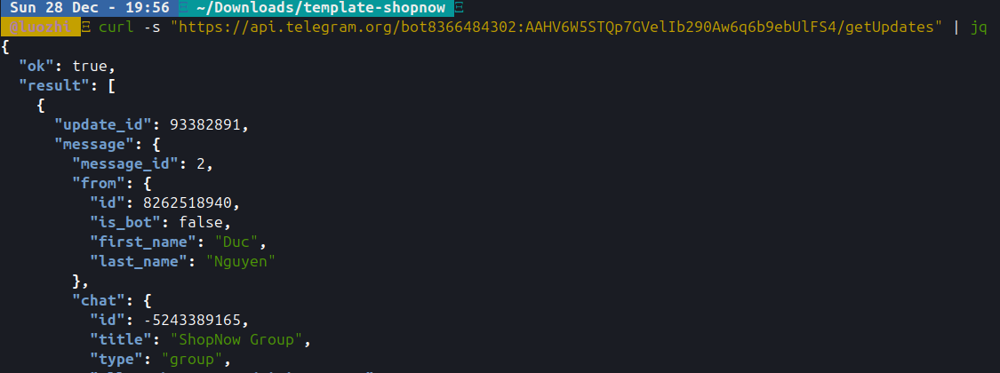 Sun 28 Dec - 19:56 ~/Downloads/template-shopnow
@luozhi curl -s "https://api.telegram.org/bot8366484302:AAHV6W5STQp7GVelIb290Aw6q6b9ebUlFS4/getUpdates" | jq
{
  "ok": true,
  "result": [
    {
      "update_id": 93382891,
      "message": {
        "message_id": 2,
        "from": {
          "id": 8262518940,
          "is_bot": false,
          "first_name": "Duc",
          "last_name": "Nguyen"
        },
        "chat": {
          "id": -5243389165,
          "title": "ShopNow Group",
          "type": "group",